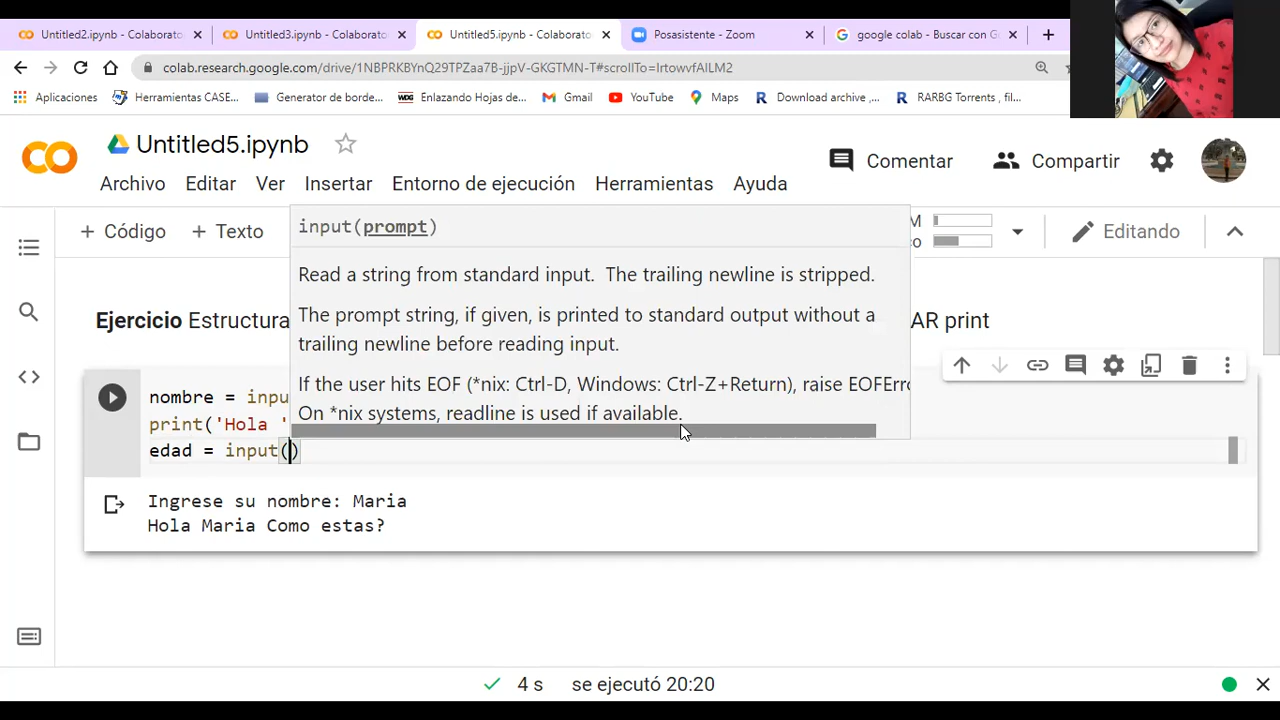 Untitled2.ipynb - Colaborato
Untitled3.ipynb - Colaborato
Untitled5.ipynb - Colaborato
Posasistente - Zoom
google colab - Buscar con G
colab.research.google.com/drive/
Aplicaciones
Herramientas CASE...
Generator de borde...
Enlazando Hojas de...
Gmail
YouTube
Maps
Download archive ,...
RARBG Torrents , fil...
Untitled5.ipynb
Comentar
Compartir
Archivo Editar Ver Insertar Entorno de ejecución Herramientas Ayuda
+ Código + Texto
M
Editando
input(prompt)
Read a string from standard input. The trailing newline is stripped.
The prompt string, if given, is printed to standard output without a
trailing newline before reading input.
If the user hits EOF (*nix: Ctrl-D, Windows: Ctrl-Z+Return), raise EOFErro
On *nix systems, readline is used if available.
Ejercicio Estructura
AR print
nombre = inpu
print('Hola '
edad = input()
Ingrese su nombre: Maria
Hola Maria Como estas?
4 s se ejecutó 20:20